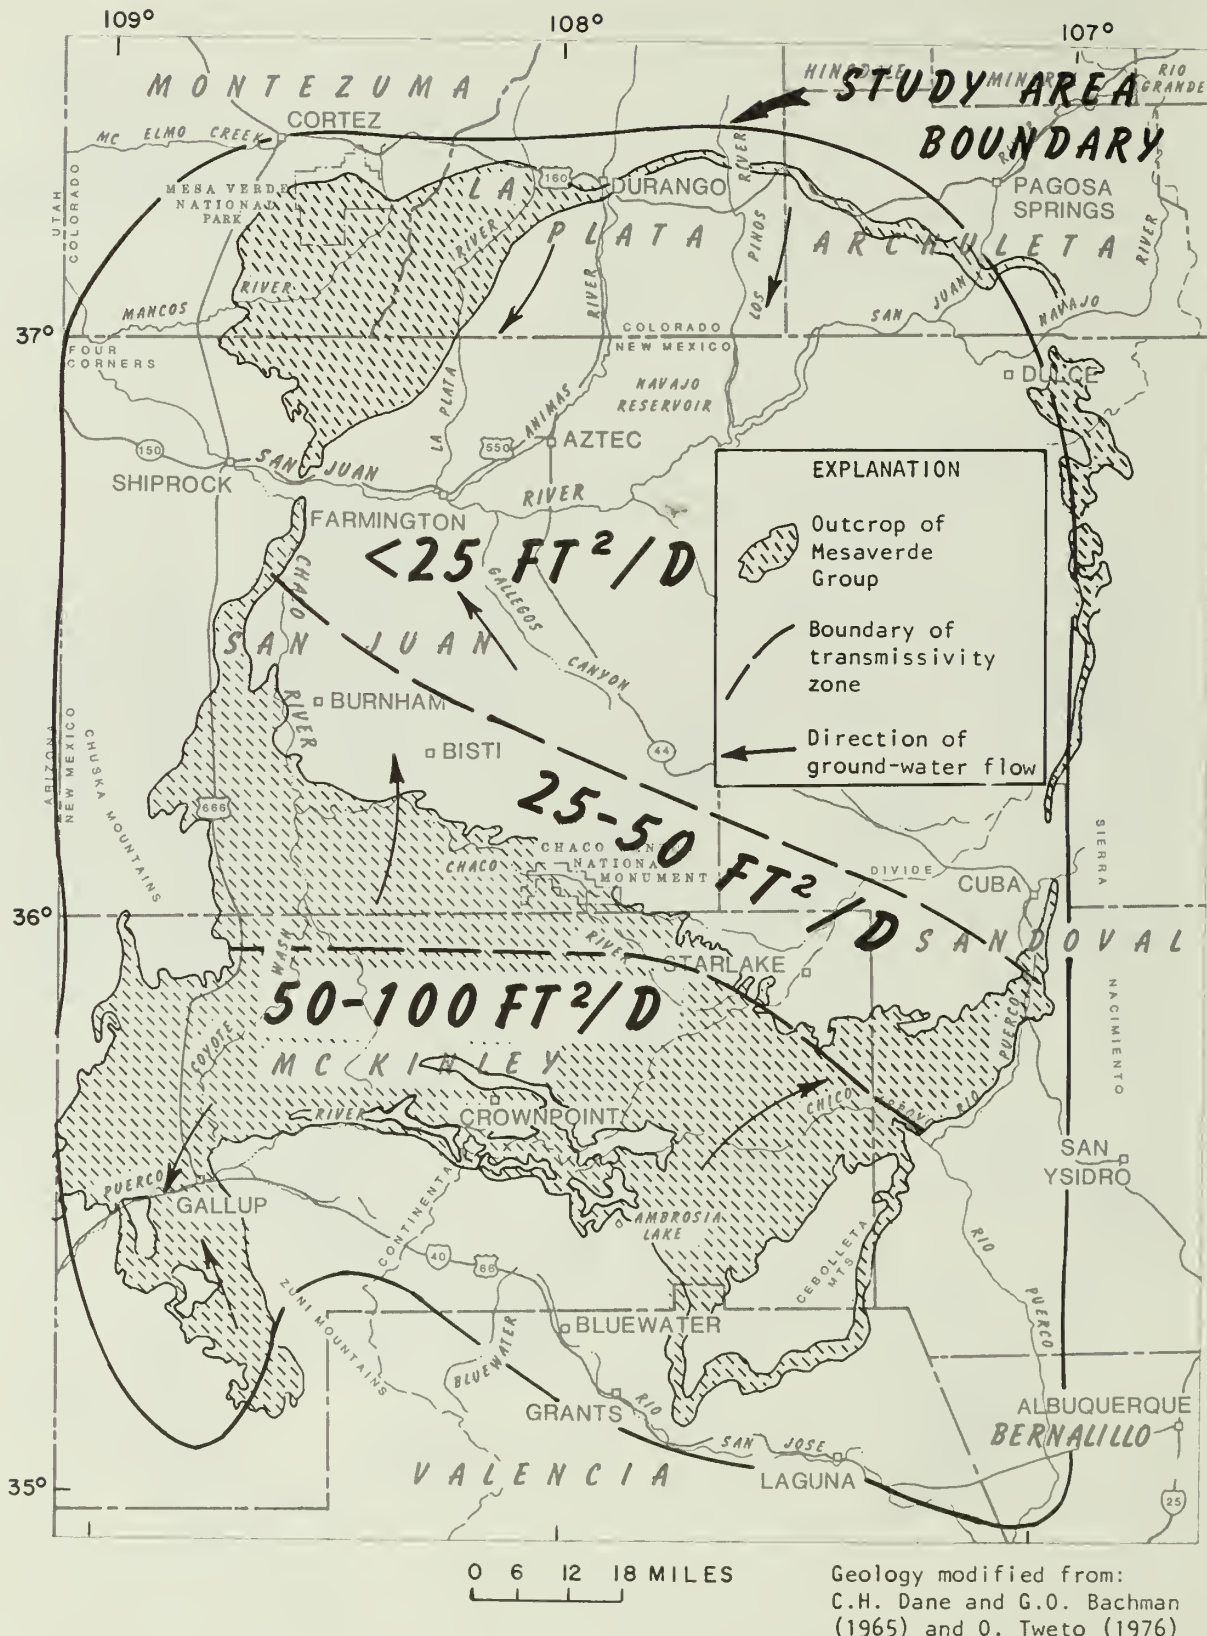 109°
108°
107°
MONTEZUMA
HINSDALE
MINERAL
RIO GRANDE
STUDY AREA
BOUNDARY
MC ELMO CREEK
CORTEZ
RIVER
RIVER
UTAH
COLORADO
MESA VERDE
NATIONAL
PARK
LA
160
DURANGO
PAGOSA
SPRINGS
PLATA
ARCHULETA
RIVER
RIVER
LOS PINOS
RIVER
MANCOS
RIVER
SAN JUAN
NAVAJO
37°
FOUR
CORNERS
COLORADO
NEW MEXICO
DULCE
NAVAJO
RESERVOIR
LA PLATA
ANIMAS
550
AZTEC
150
SHIPROCK
SAN JUAN
RIVER
FARMINGTON
EXPLANATION
Outcrop of
Mesaverde
Group
Boundary of
transmissivity
zone
Direction of
ground-water flow
<25 FT²/D
CHACO
RIVER
GALLEGOS
CANYON
SAN JUAN
BURNHAM
BISTI
44
ARIZONA
NEW MEXICO
CHUSKA MOUNTAINS
666
25-50
FT²/D
CHACO
NATIONAL
MONUMENT
CHACO
RIVER
DIVIDE
CUBA
SIERRA
NACIMIENTO
36°
SANDOVAL
WASH
COYOTE
STARLAKE
50-100 FT²/D
MC KINLEY
PUERCO
RIO
CROWNPOINT
RIVER
CHICO
SAN
YSIDRO
PUERCO
GALLUP
CONTINENTAL
AMBROSIA
LAKE
40
66
CEBOLLETA
MTS
RIO
PUERCO
ZUNI MOUNTAINS
BLUEWATER
BLUEWATER
GRANTS
RIO
SAN JOSE
LAGUNA
ALBUQUERQUE
BERNALILLO
VALENCIA
35°
25
0 6 12 18 MILES
Geology modified from:
C.H. Dane and G.O. Bachman
(1965) and O. Tweto (1976)